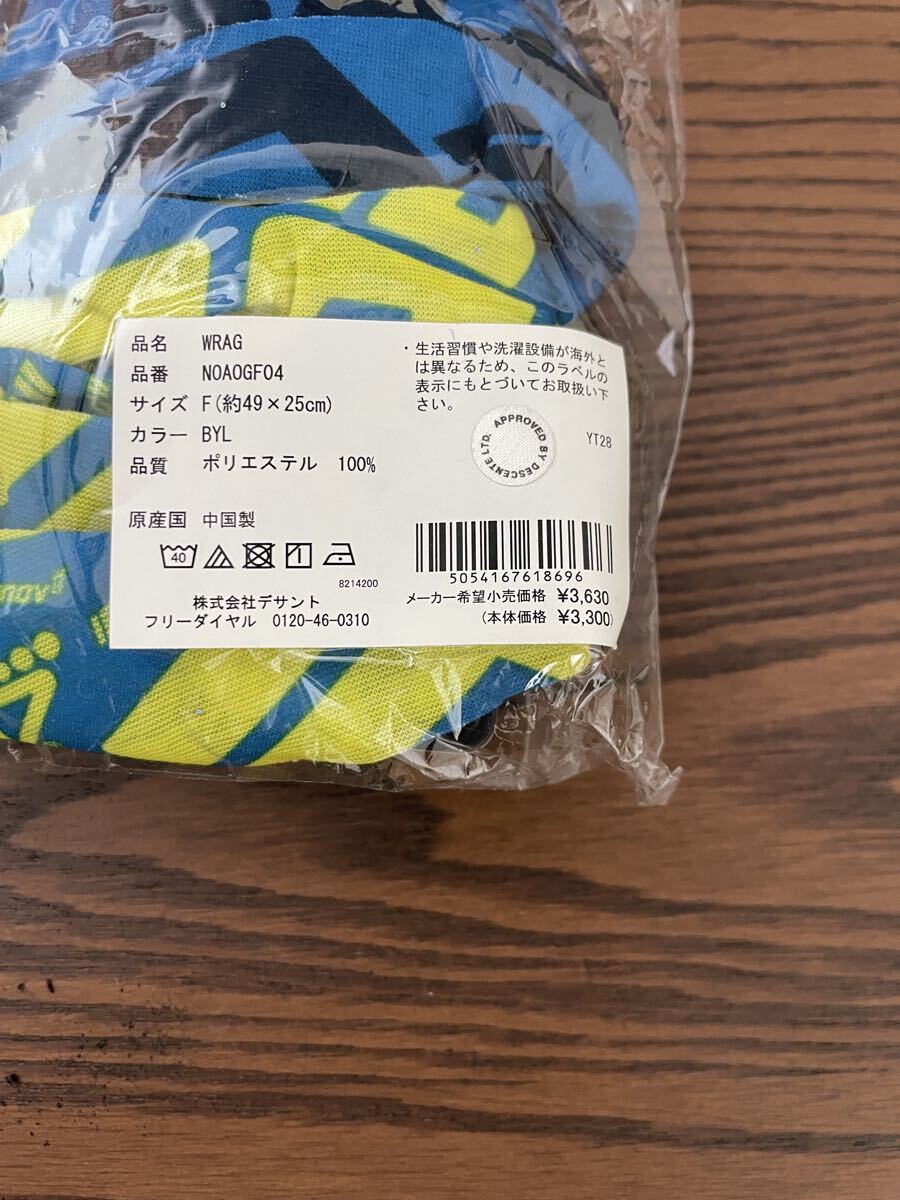 品名 WRAG
品番 NOAOGF04
サイズ F(約49×25cm)
カラー BYL
品質 ポリエステル 100%
原産国 中国製
40
8214200
株式会社デサント
フリーダイヤル 0120-46-0310
・生活習慣や洗濯設備が海外と
は異なるため、このラベルの
表示にもとづいてお取扱い下
さい。
APPROVED BY DESCENTE LTD.
YT28
5054167618696
メーカー希望小売価格 ¥3,630
(本体価格 ¥3,300)